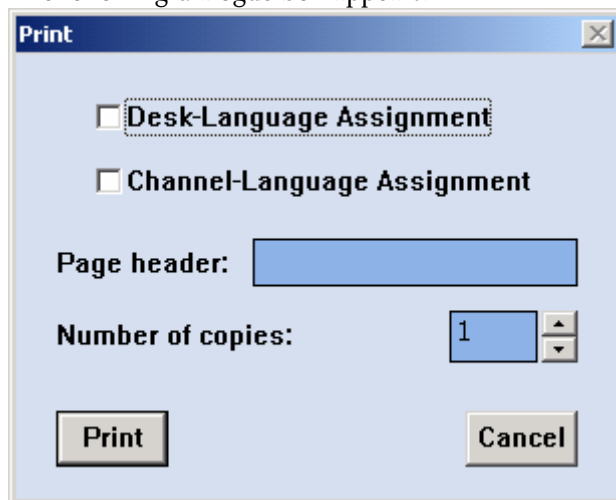 Print
Desk-Language Assignment
Channel-Language Assignment
Page header:
Number of copies: 1
Print Cancel